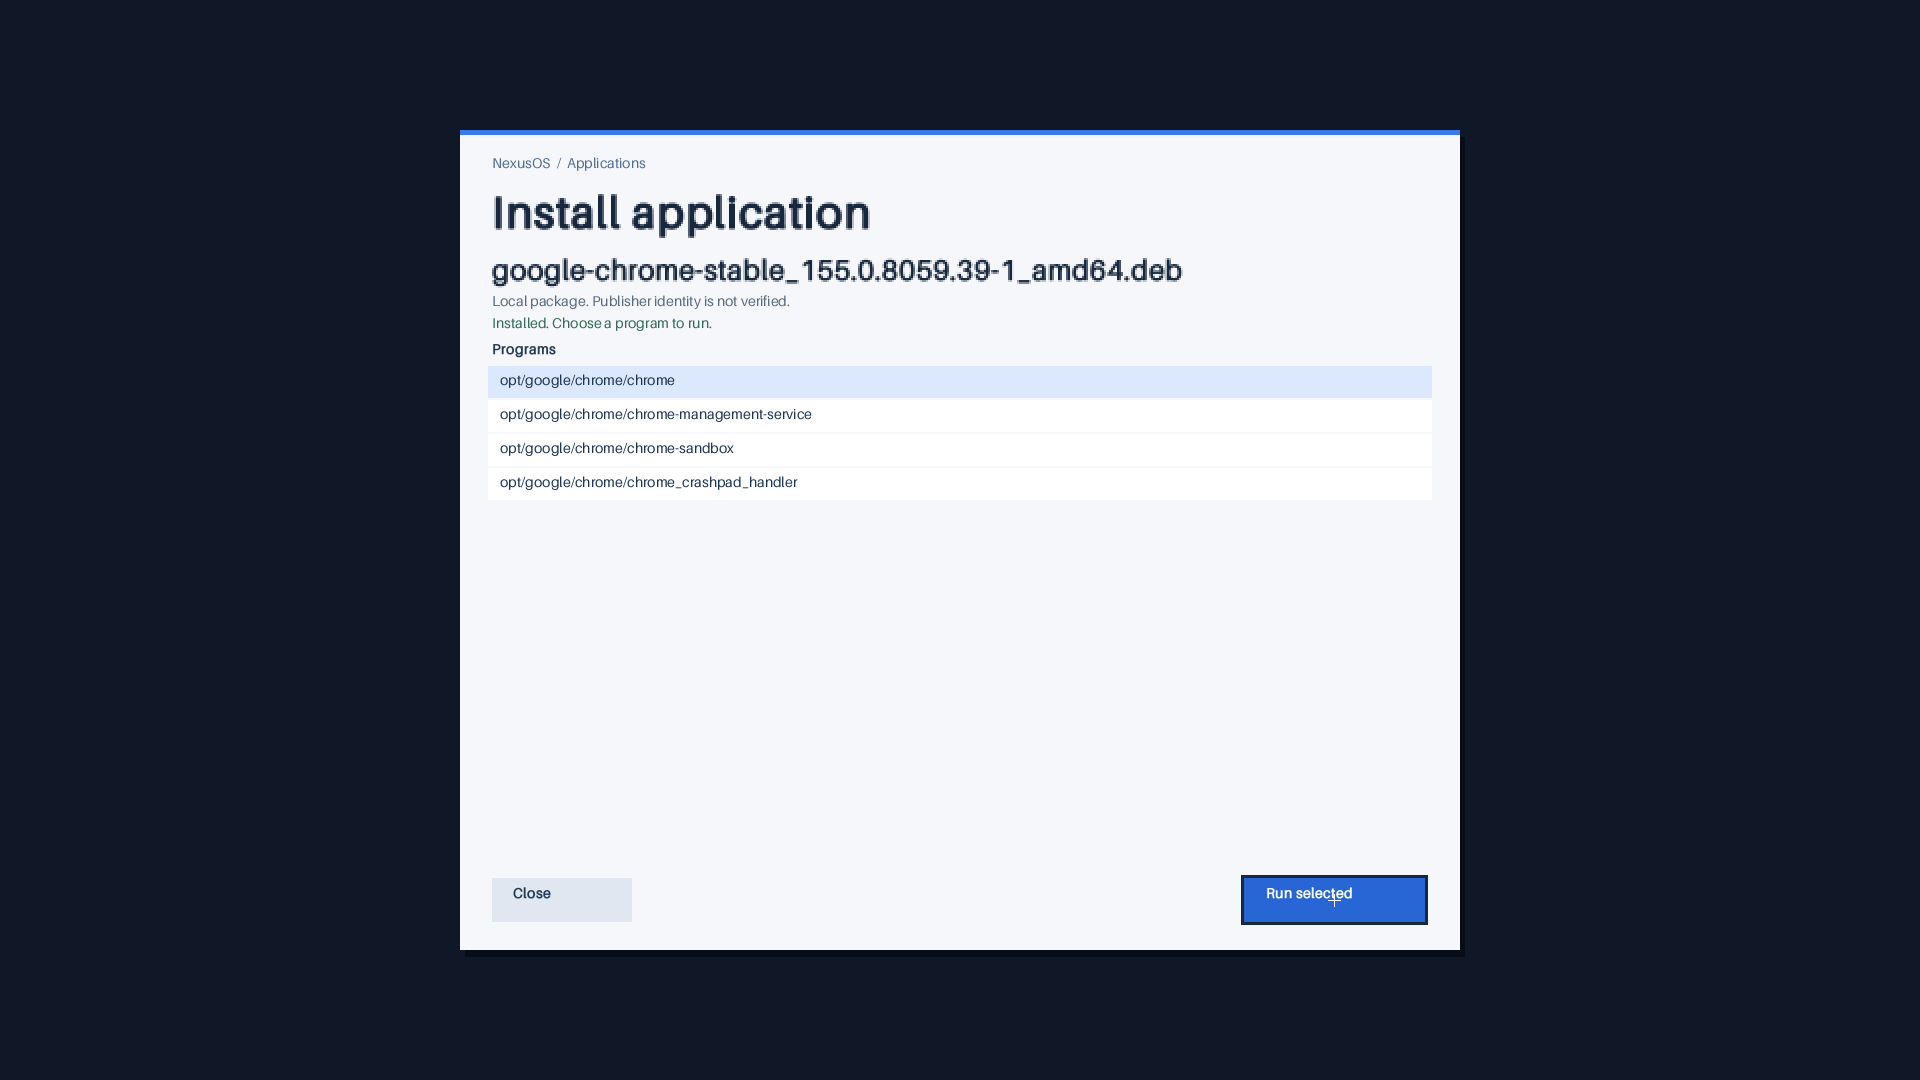 NexusOS / Applications
Install application
google-chrome-stable_155.0.8059.39-1_amd64.deb
Local package. Publisher identity is not verified.
Installed. Choose a program to run.
Programs
opt/google/chrome/chrome
opt/google/chrome/chrome-management-service
opt/google/chrome/chrome-sandbox
opt/google/chrome/chrome_crashpad_handler
Close
Run selected